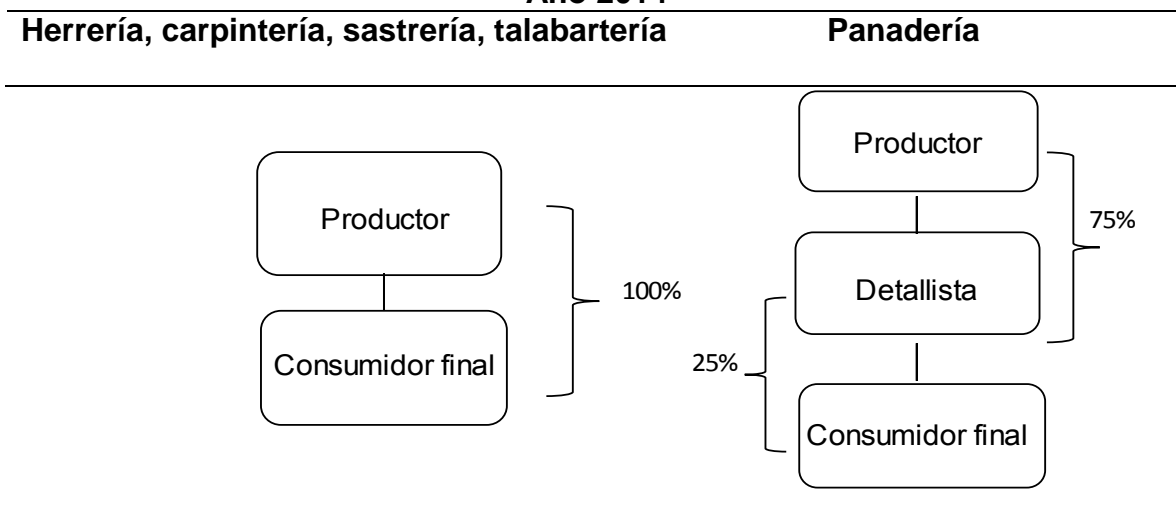 Herrería, carpintería, sastrería, talabartería Panadería
Productor
Consumidor final
100%
Productor
75%
Detallista
25%
Consumidor final